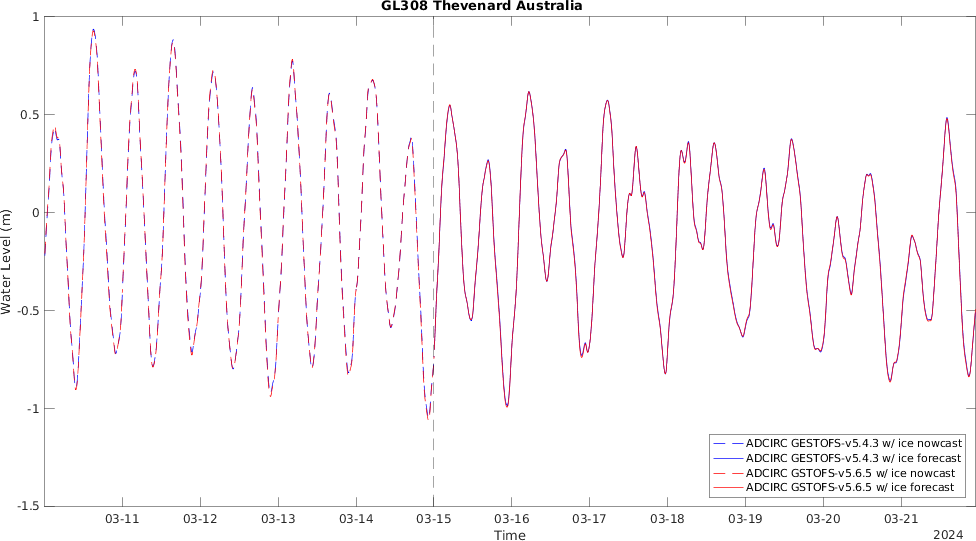 GL308 Thevenard Australia
Water Level (m)
1
0.5
0
-0.5
-1
-1.5
03-11
03-12
03-13
03-14
03-15
03-16
03-17
03-18
03-19
03-20
03-21
Time
2024
ADCIRC GESTOFS-v5.4.3 w/ ice nowcast
ADCIRC GESTOFS-v5.4.3 w/ ice forecast
ADCIRC GSTOFS-v5.6.5 w/ ice nowcast
ADCIRC GSTOFS-v5.6.5 w/ ice forecast